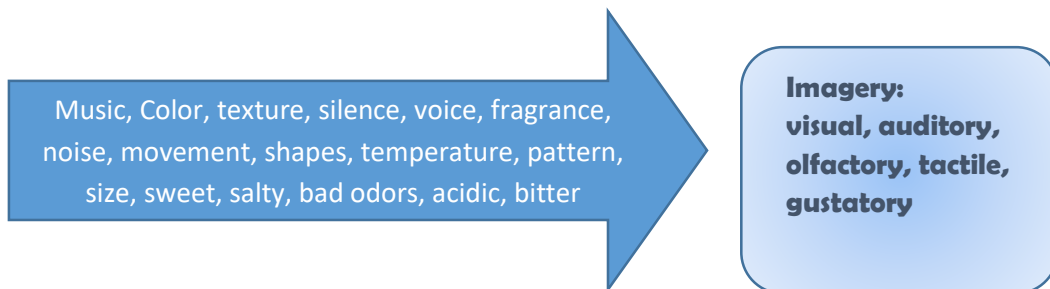 Music, Color, texture, silence, voice, fragrance,
noise, movement, shapes, temperature, pattern,
size, sweet, salty, bad odors, acidic, bitter
Imagery:
visual, auditory,
olfactory, tactile,
gustatory